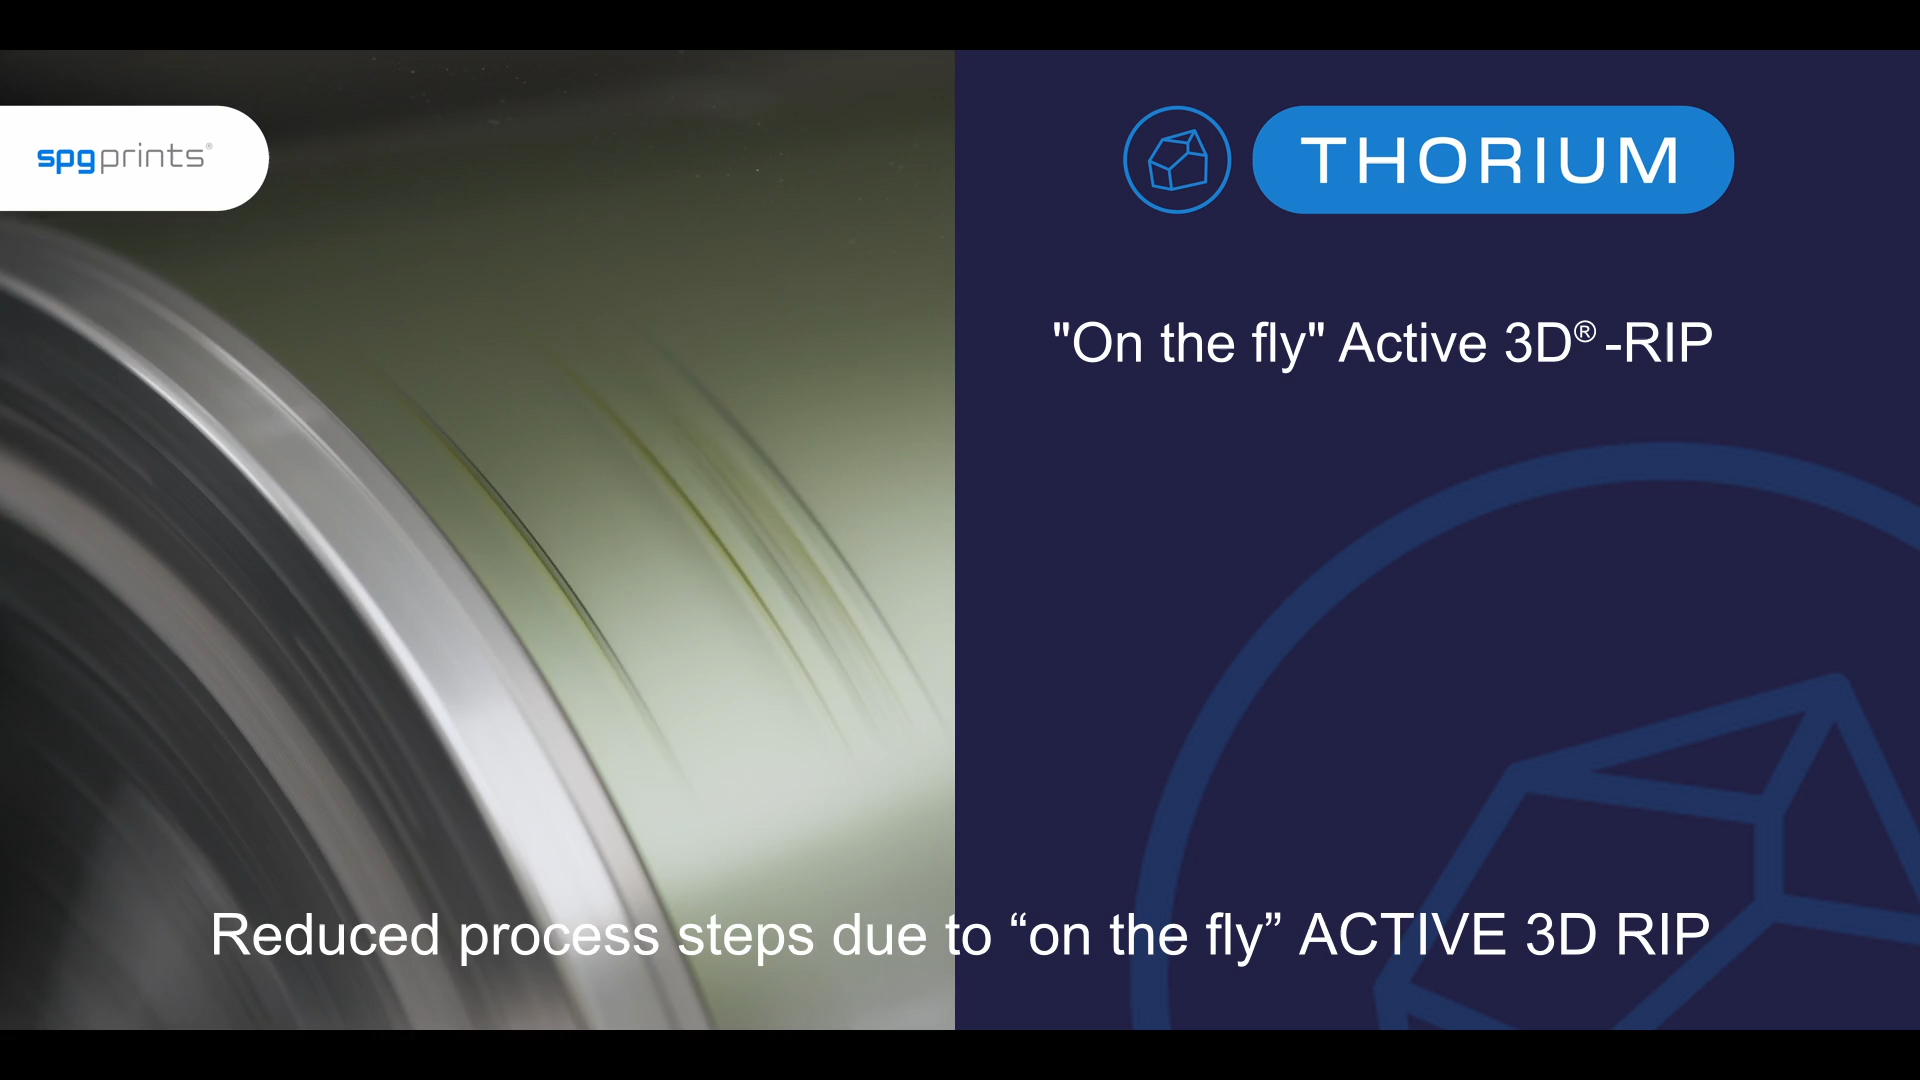 spgprints®
THORIUM
"On the fly" Active 3D® -RIP
Reduced process steps due to “on the fly” ACTIVE 3D RIP